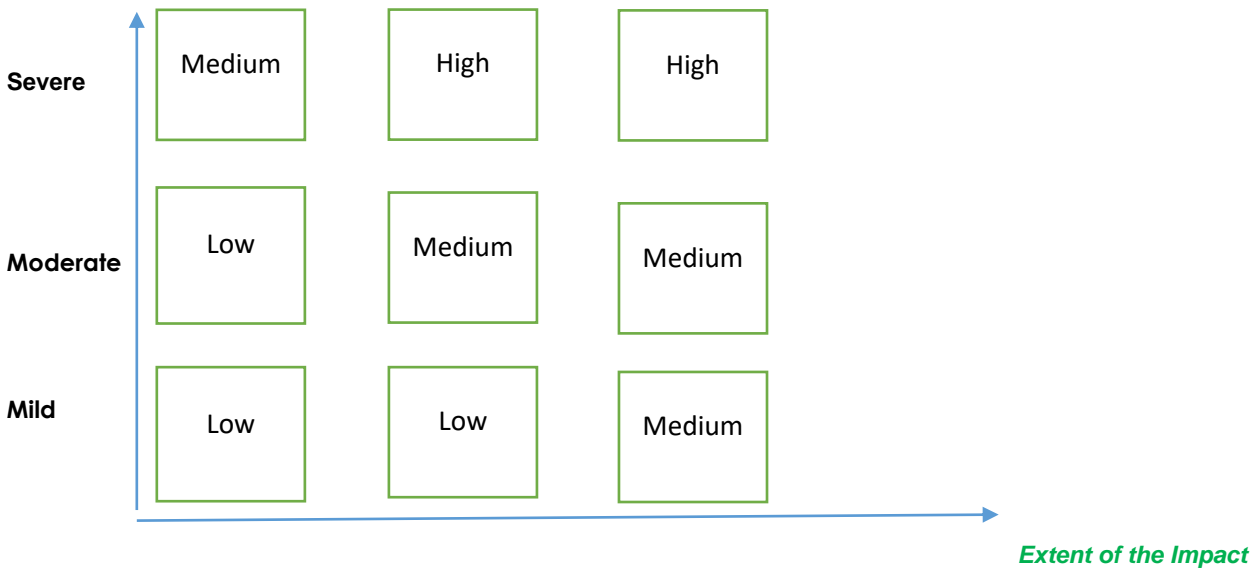 Severe Medium High High
Moderate Low Medium Medium
Mild Low Low Medium
Extent of the Impact